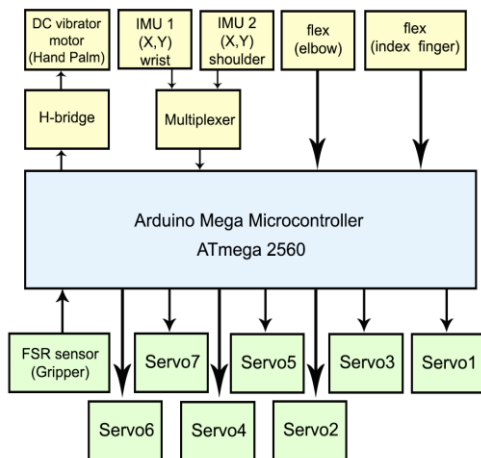 DC vibrator
motor
(Hand Palm)
IMU 1
(X,Y)
wrist
IMU 2
(X,Y)
shoulder
flex
(elbow)
flex
(index finger)
H-bridge
Multiplexer
Arduino Mega Microcontroller
ATmega 2560
FSR sensor
(Gripper)
Servo7
Servo5
Servo3
Servo1
Servo6
Servo4
Servo2